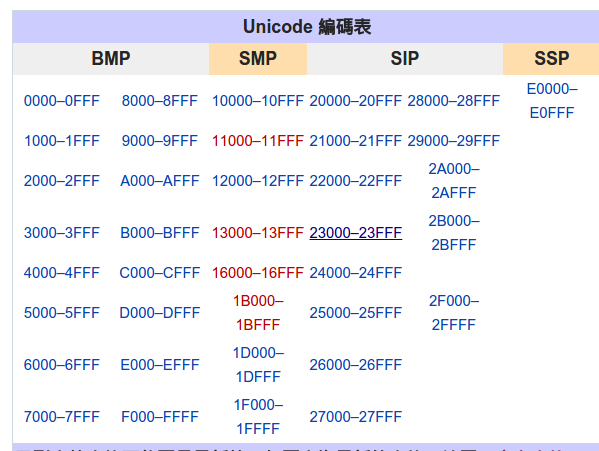 Unicode 編碼表
BMP SMP SIP SSP
0000–0FFF 8000–8FFF 10000–10FFF 20000–20FFF 28000–28FFF E0000–
E0FFF
1000–1FFF 9000–9FFF 11000–11FFF 21000–21FFF 29000–29FFF
2000–2FFF A000–AFFF 12000–12FFF 22000–22FFF 2A000–
2AFFF
3000–3FFF B000–BFFF 13000–13FFF 23000–23FFF 2B000–
2BFFF
4000–4FFF C000–CFFF 16000–16FFF 24000–24FFF
5000–5FFF D000–DFFF 1B000–
1BFFF 25000–25FFF 2F000–
2FFFF
6000–6FFF E000–EFFF 1D000–
1DFFF 26000–26FFF
7000–7FFF F000–FFFF 1F000–
1FFFF 27000–27FFF